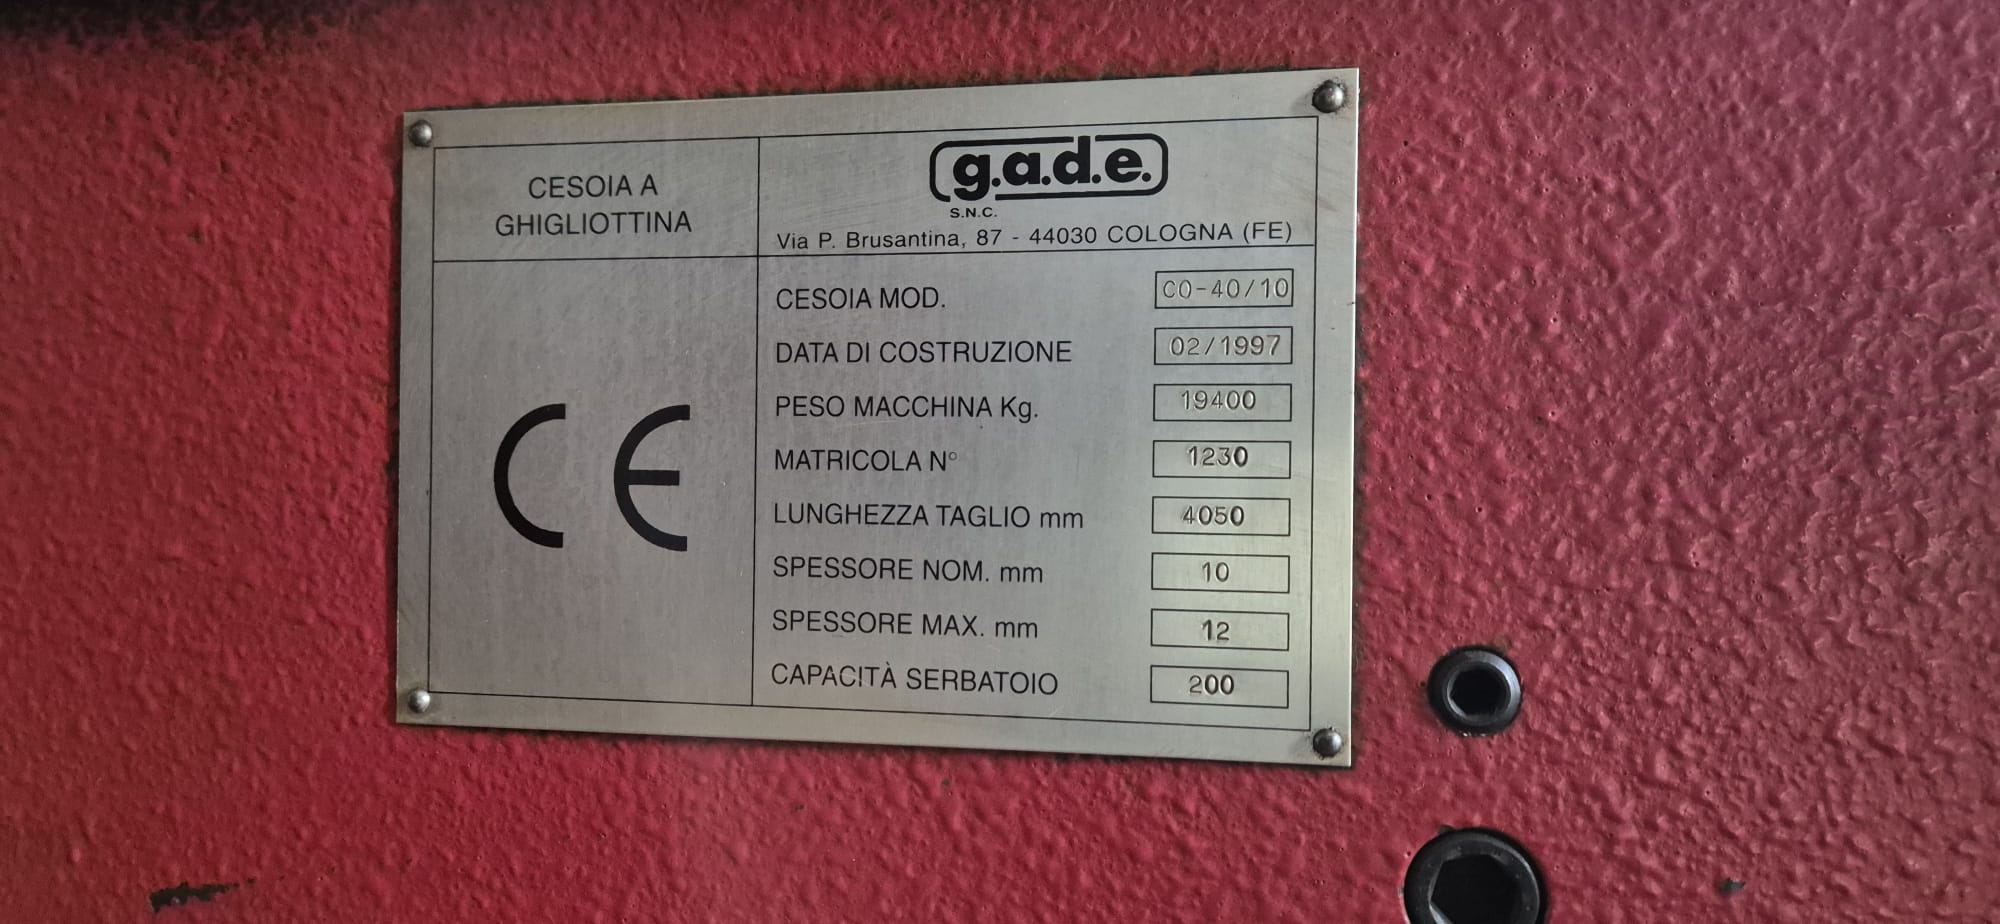 CESOIA A
GHIGLIOTTINA
g.a.d.e.
S.N.C.
Via P. Brusantina, 87 - 44030 COLOGNA (FE)
CE
CESOIA MOD. CO-40/10
DATA DI COSTRUZIONE 02/1997
PESO MACCHINA Kg. 19400
MATRICOLA N° 1230
LUNGHEZZA TAGLIO mm 4050
SPESSORE NOM. mm 10
SPESSORE MAX. mm 12
CAPACITÀ SERBATOIO 200